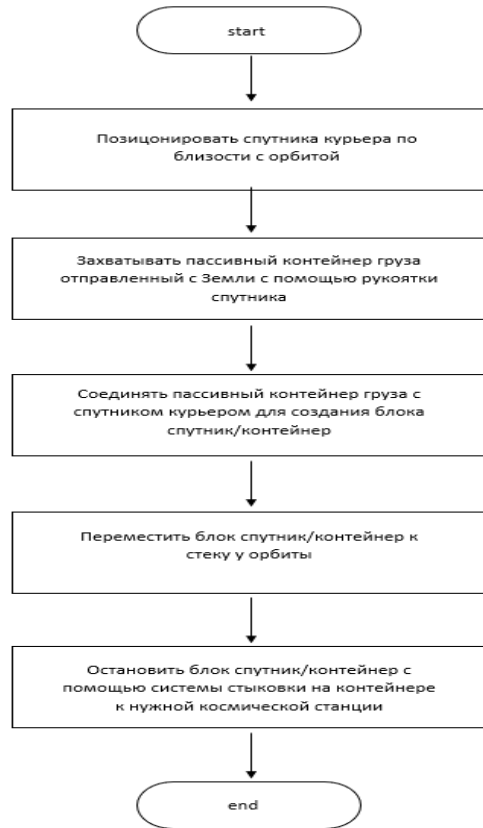 start
Позицонировать спутника курьера по
близости с орбитой
Захватывать пассивный контейнер груза
отправленный с Земли с помощью рукоятки
спутника
Соединять пассивный контейнер груза с
спутником курьером для создания блока
спутник/контейнер
Переместить блок спутник/контейнер к
стеку у орбиты
Остановить блок спутник/контейнер с
помощью системы стыковки на контейнере
к нужной космической станции
end